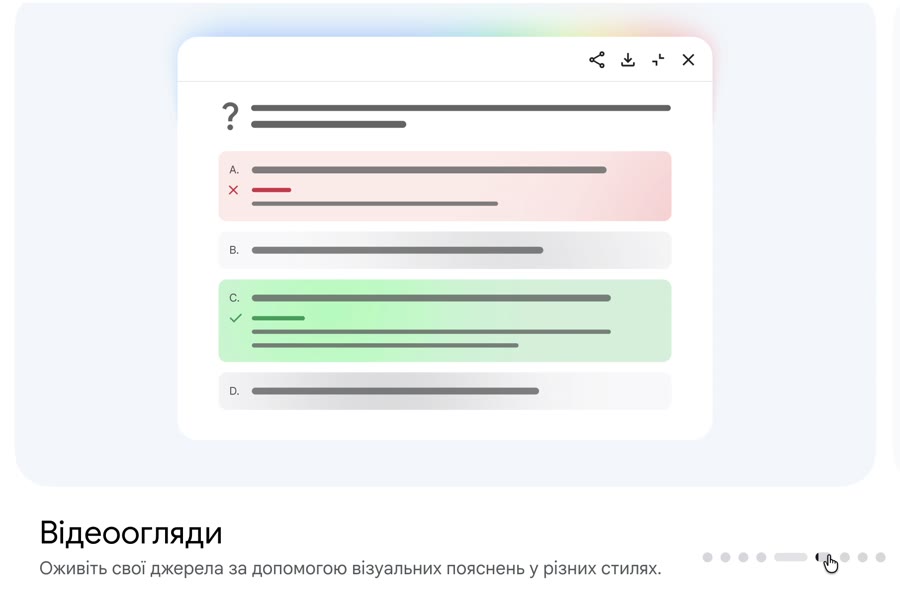 ?
A.
B.
C.
D.
Відеоогляди
Оживіть свої джерела за допомогою візуальних пояснень у різних стилях.